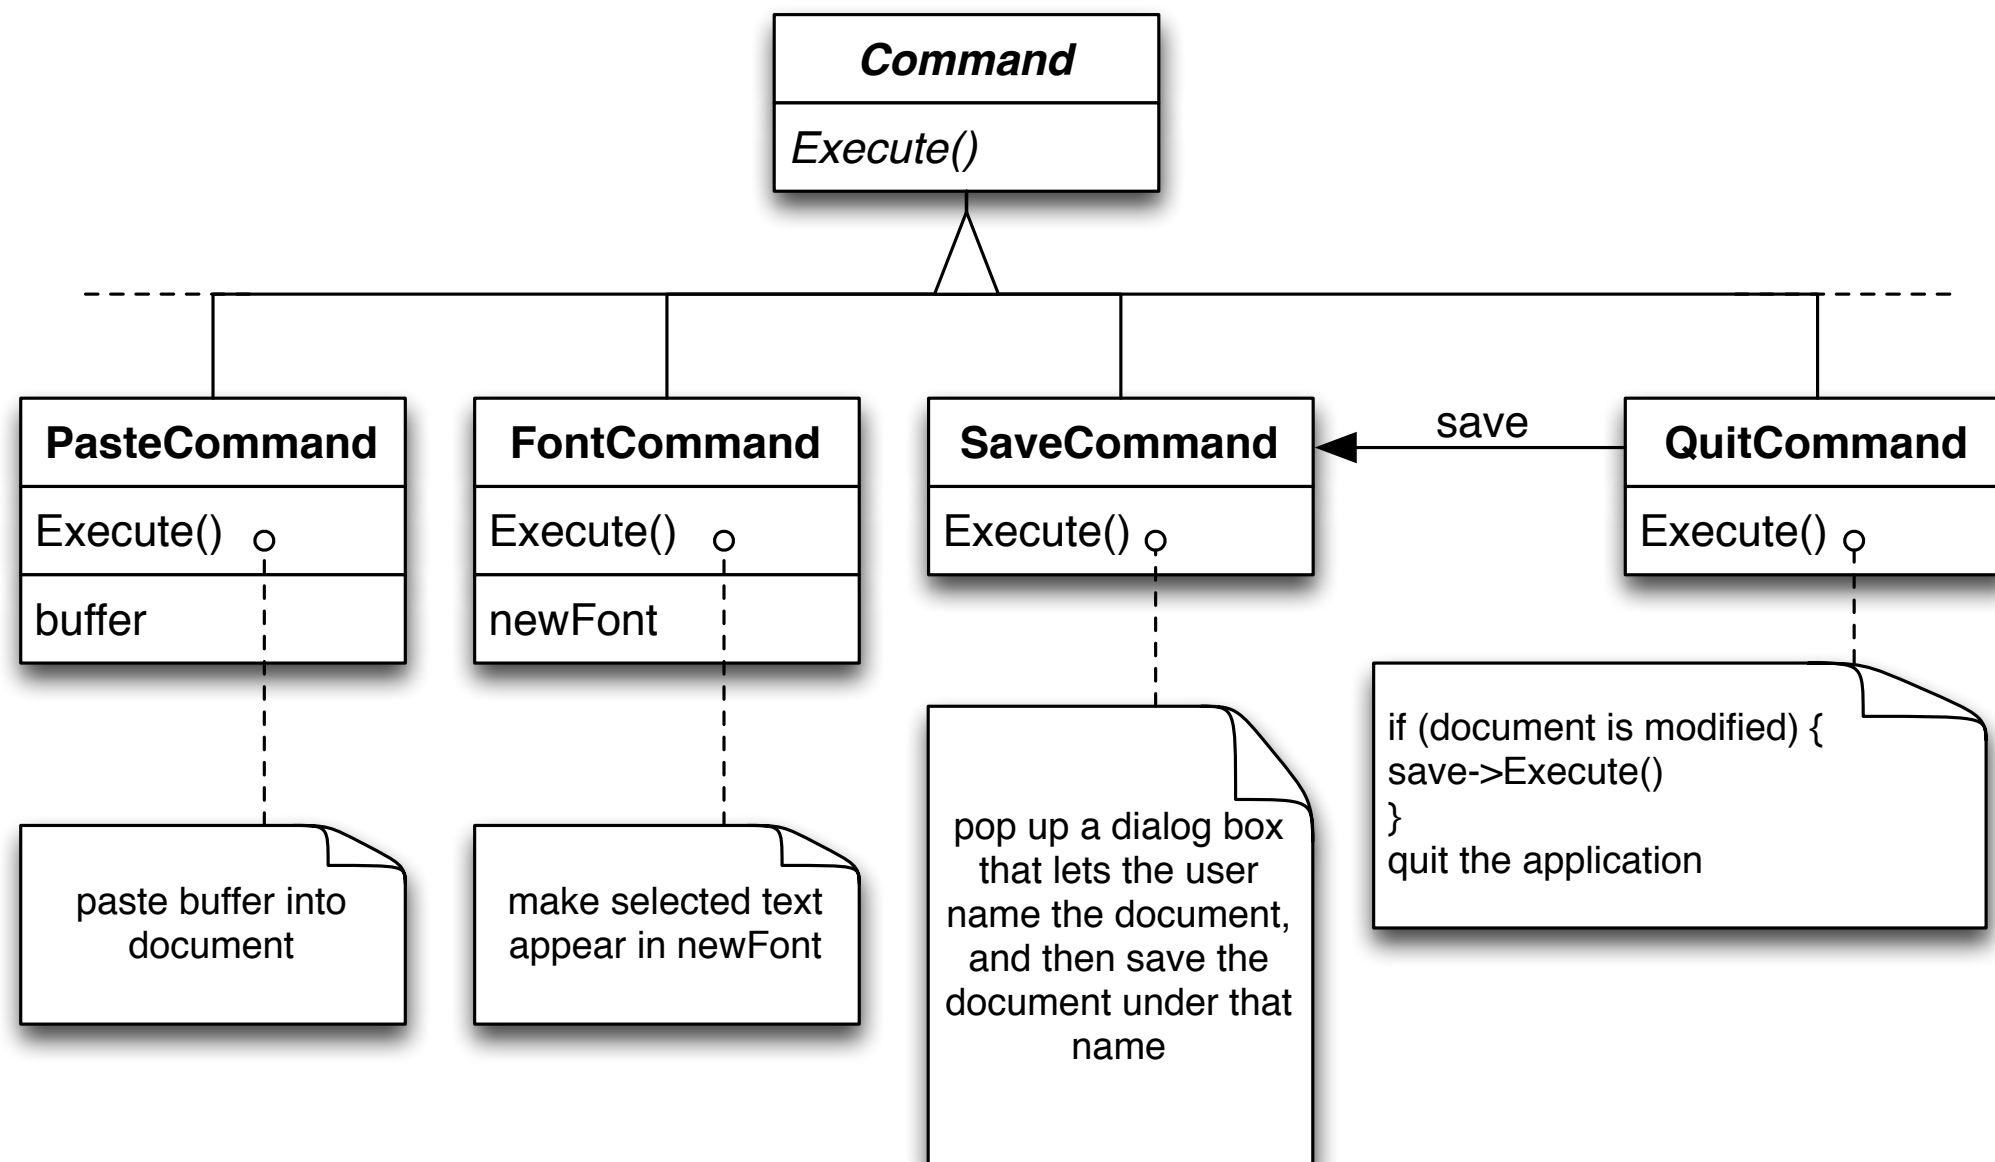 Command
Execute()
PasteCommand
Execute()
buffer
paste buffer into
document
FontCommand
Execute()
newFont
make selected text
appear in newFont
SaveCommand
Execute()
pop up a dialog box
that lets the user
name the document,
and then save the
document under that
name
save
QuitCommand
Execute()
if (document is modified) {
save->Execute()
}
quit the application